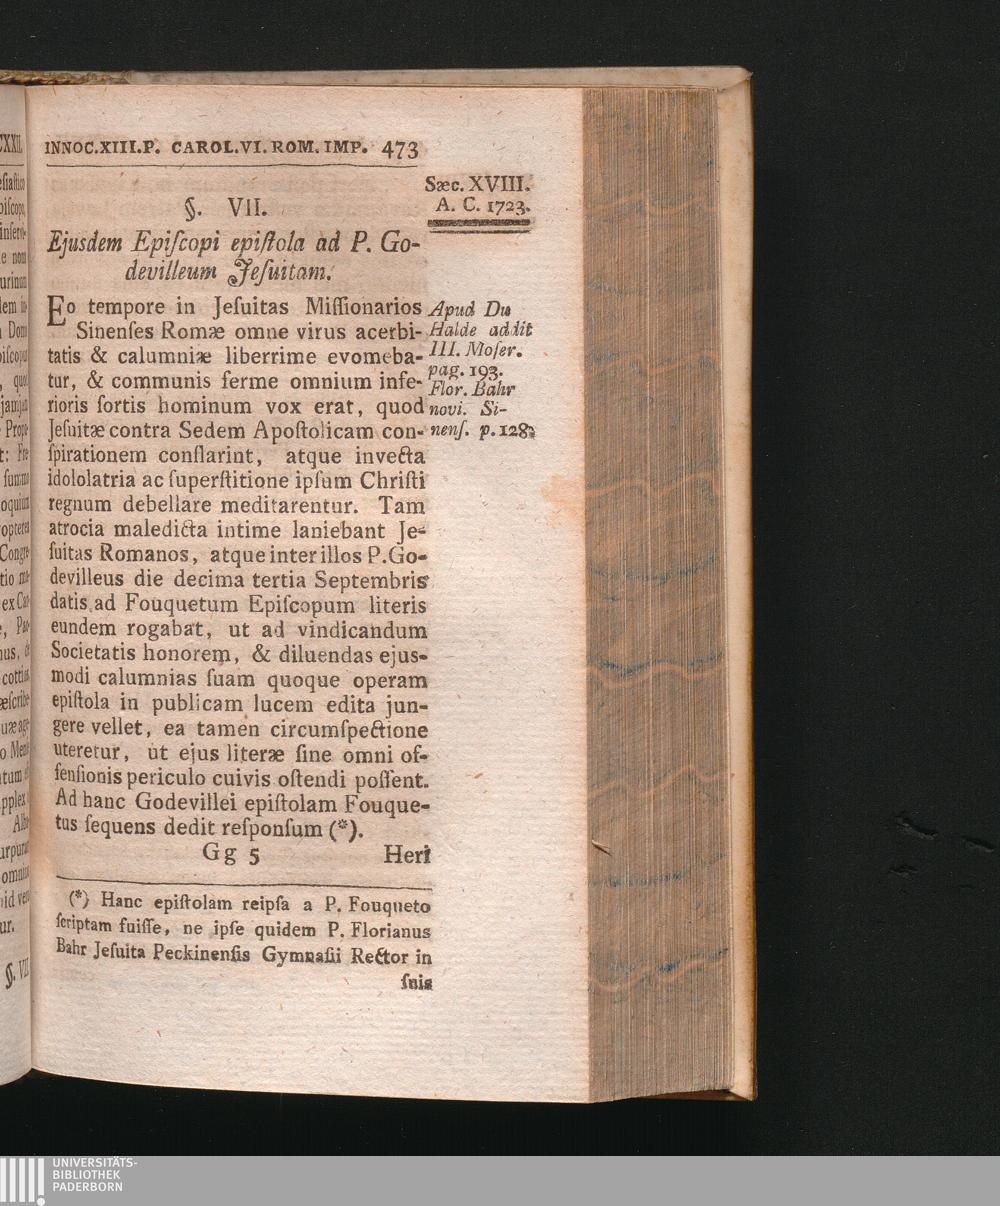 INNOC.XIII.P. CAROL.VI. ROM. IMP. 473
Sæc. XVIII.
A. C. 1723.
§. VII.
Ejusdem Epiſcopi epiſtola ad P. Go-
devilleum Jeſuitam.
Eo tempore in Jeſuitas Miſſionarios
Sinenſes Romæ omne virus acerbi-
tatis & calumniæ liberrime evomeba-
tur, & communis ferme omnium infe-
rioris ſortis hominum vox erat, quod
Jeſuitæ contra Sedem Apoſtolicam con-
ſpirationem conflarint, atque invecta
idololatria ac ſuperſtitione ipſum Chriſti
regnum debellare meditarentur. Tam
atrocia maledicta intime laniebant Je-
ſuitas Romanos, atque inter illos P. Go-
devilleus die decima tertia Septembris
datis ad Fouquetum Epiſcopum literis
eundem rogabat, ut ad vindicandum
Societatis honorem, & diluendas ejus-
modi calumnias ſuam quoque operam
epiſtola in publicam lucem edita jun-
gere vellet, ea tamen circumſpectione
uteretur, ut ejus literæ ſine omni of-
fenſionis periculo cuivis oſtendi poſſent.
Ad hanc Godevillei epiſtolam Fouque-
tus ſequens dedit reſponſum (*).
Gg 5 Heri
Apud Du
Halde addit
III. Moſer.
pag. 193.
Flor. Bahr
novi. Si-
nenſ. p. 128.
(*) Hanc epiſtolam reipſa a P. Fouqueto
ſcriptam fuiſſe, ne ipſe quidem P. Florianus
Bahr Jeſuita Peckinenſis Gymnaſii Rector in
ſuis
UNIVERSITÄTS-
BIBLIOTHEK
PADERBORN